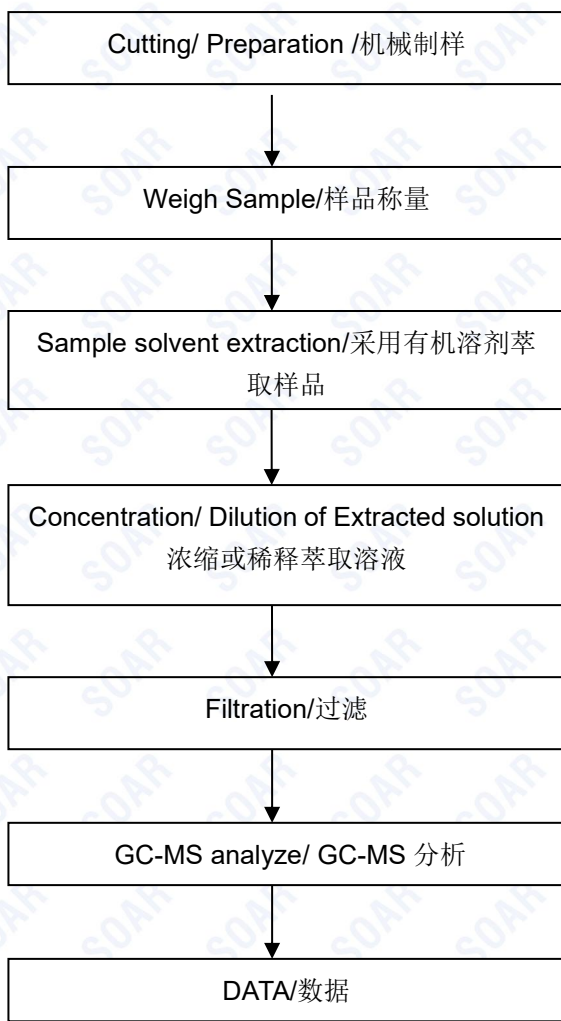 Cutting/ Preparation /机械制样
Weigh Sample/样品称量
Sample solvent extraction/采用有机溶剂萃
取样品
Concentration/ Dilution of Extracted solution
浓缩或稀释萃取溶液
Filtration/过滤
GC-MS analyze/ GC-MS 分析
DATA/数据